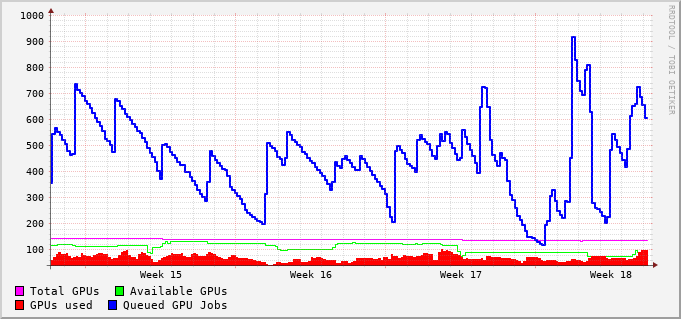 1000
900
800
700
600
500
400
300
200
100
Week 15 Week 16 Week 17 Week 18
Total GPUs Available GPUs
GPUs used Queued GPU Jobs
RRDTOOL / TOBI OETIKER